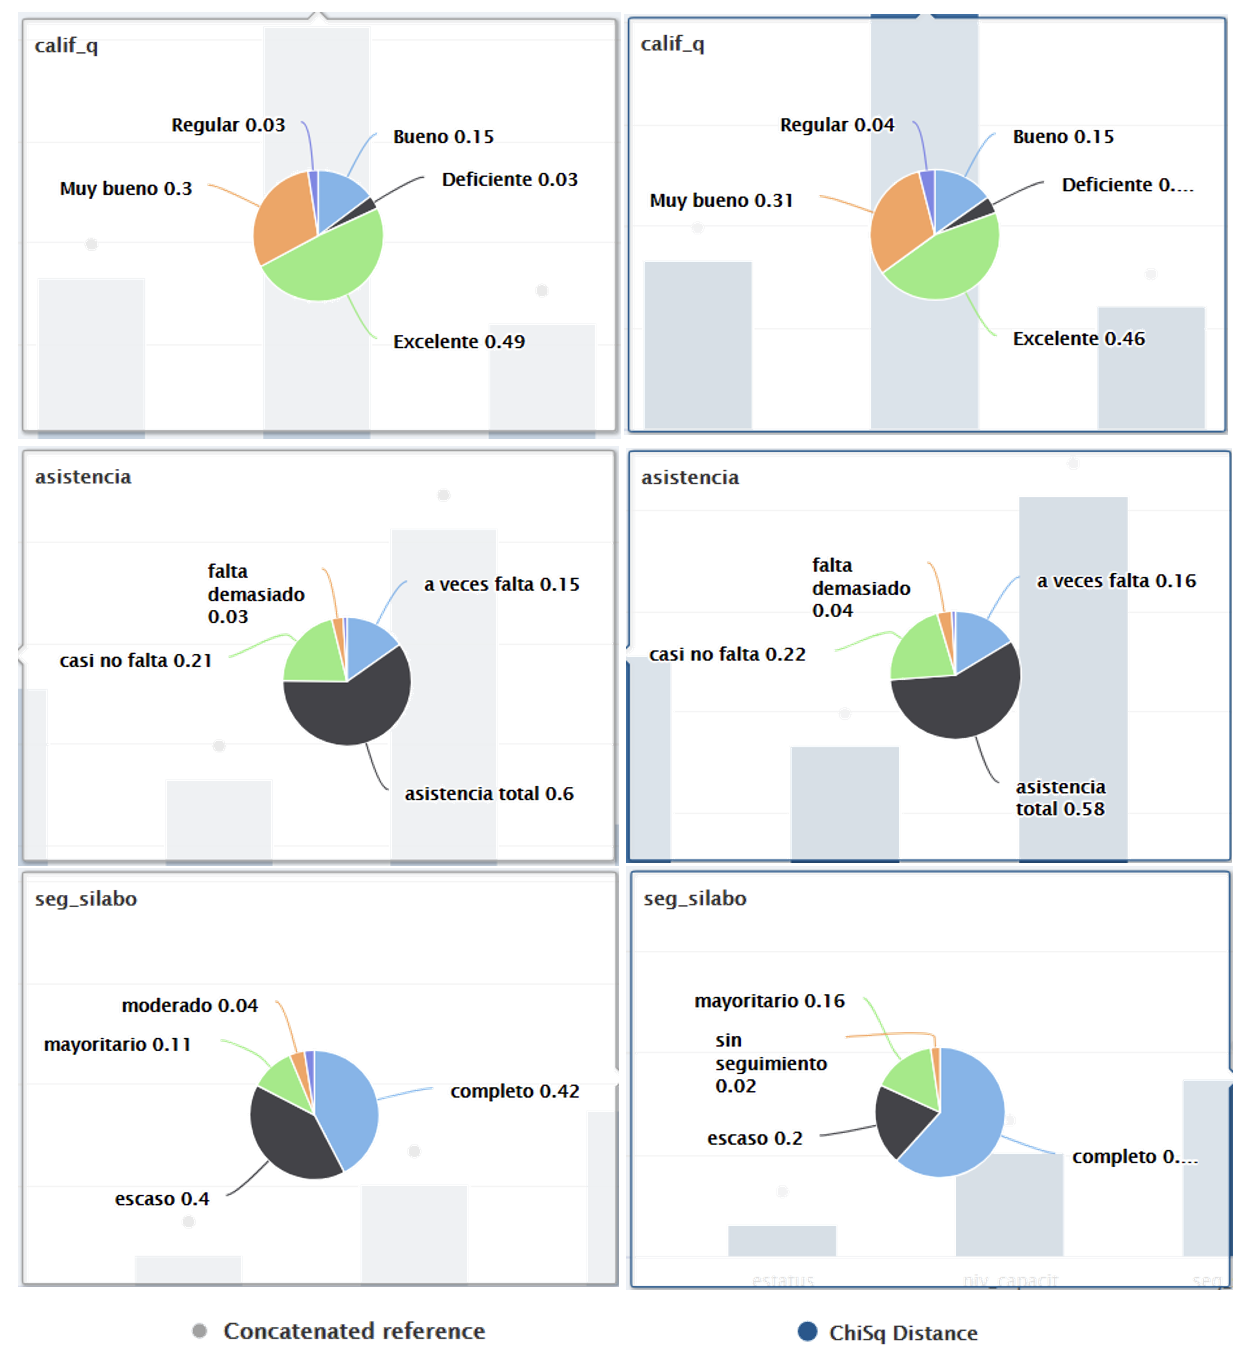 calif_q
Regular 0.03
Bueno 0.15
Muy bueno 0.3
Deficiente 0.03
Excelente 0.49
calif_q
Regular 0.04
Bueno 0.15
Muy bueno 0.31
Deficiente 0....
Excelente 0.46
asistencia
falta
demasiado
0.03
a veces falta 0.15
casi no falta 0.21
asistencia total 0.6
asistencia
falta
demasiado
0.04
a veces falta 0.16
casi no falta 0.22
asistencia
total 0.58
seg_silabo
moderado 0.04
mayoritario 0.11
completo 0.42
escaso 0.4
seg_silabo
mayoritario 0.16
sin
seguimiento
0.02
escaso 0.2
completo 0....
estatus niv_capacit seg_
Concatenated reference
ChiSq Distance